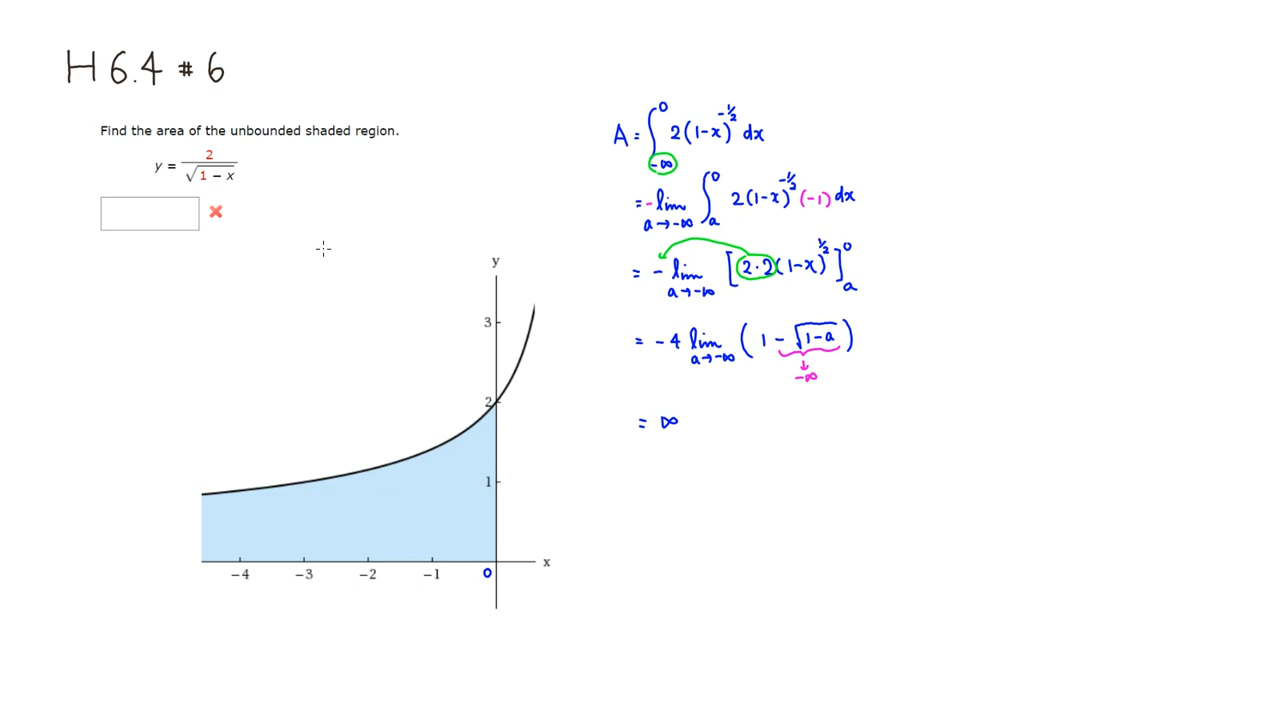 H 6.4 # 6
Find the area of the unbounded shaded region.
y = 2/√(1 − x)
y
3
2
1
−4 −3 −2 −1 0
x
A = ∫_{-∞}^{0} 2(1-x)^{-1/2} dx
= - lim_{a→-∞} ∫_{a}^{0} 2(1-x)^{-1/2} (-1) dx
= - lim_{a→-∞} [2·2(1-x)^{1/2}]_{a}^{0}
= -4 lim_{a→-∞} (1 - √(1-a))
-∞
= ∞